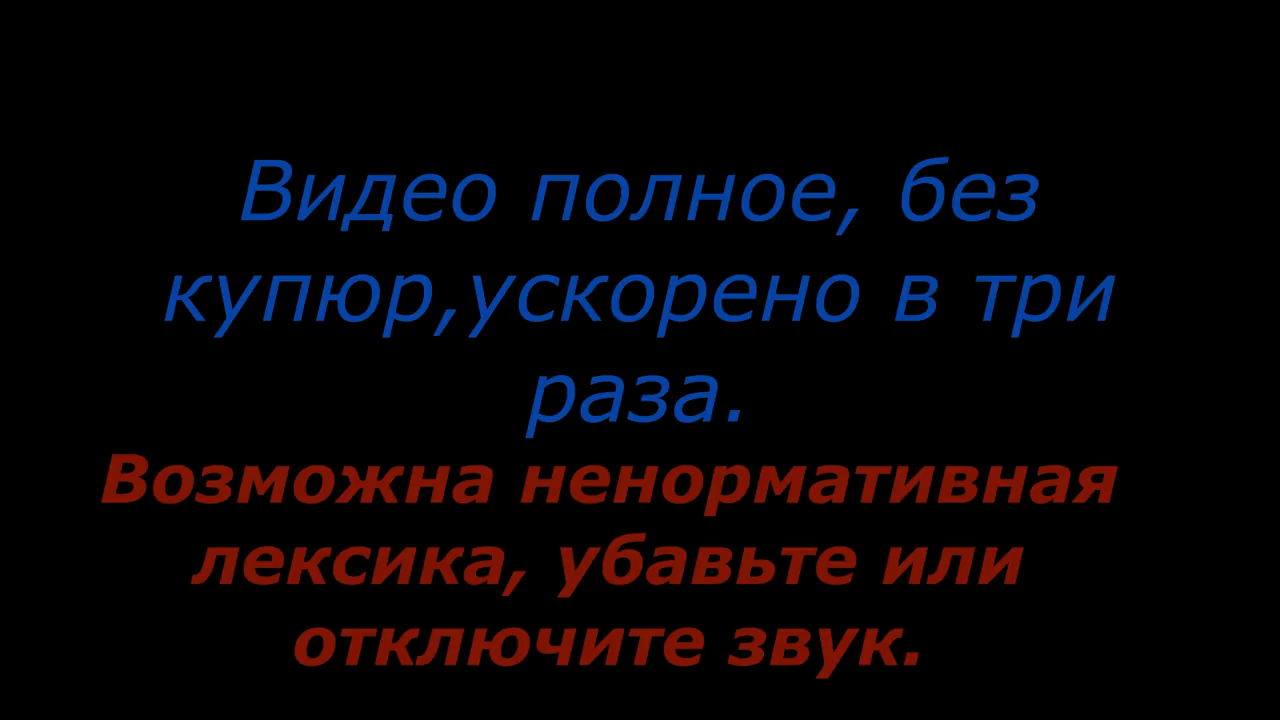 Видео полное, без
купюр,ускорено в три
раза.
Возможна ненормативная
лексика, убавьте или
отключите звук.